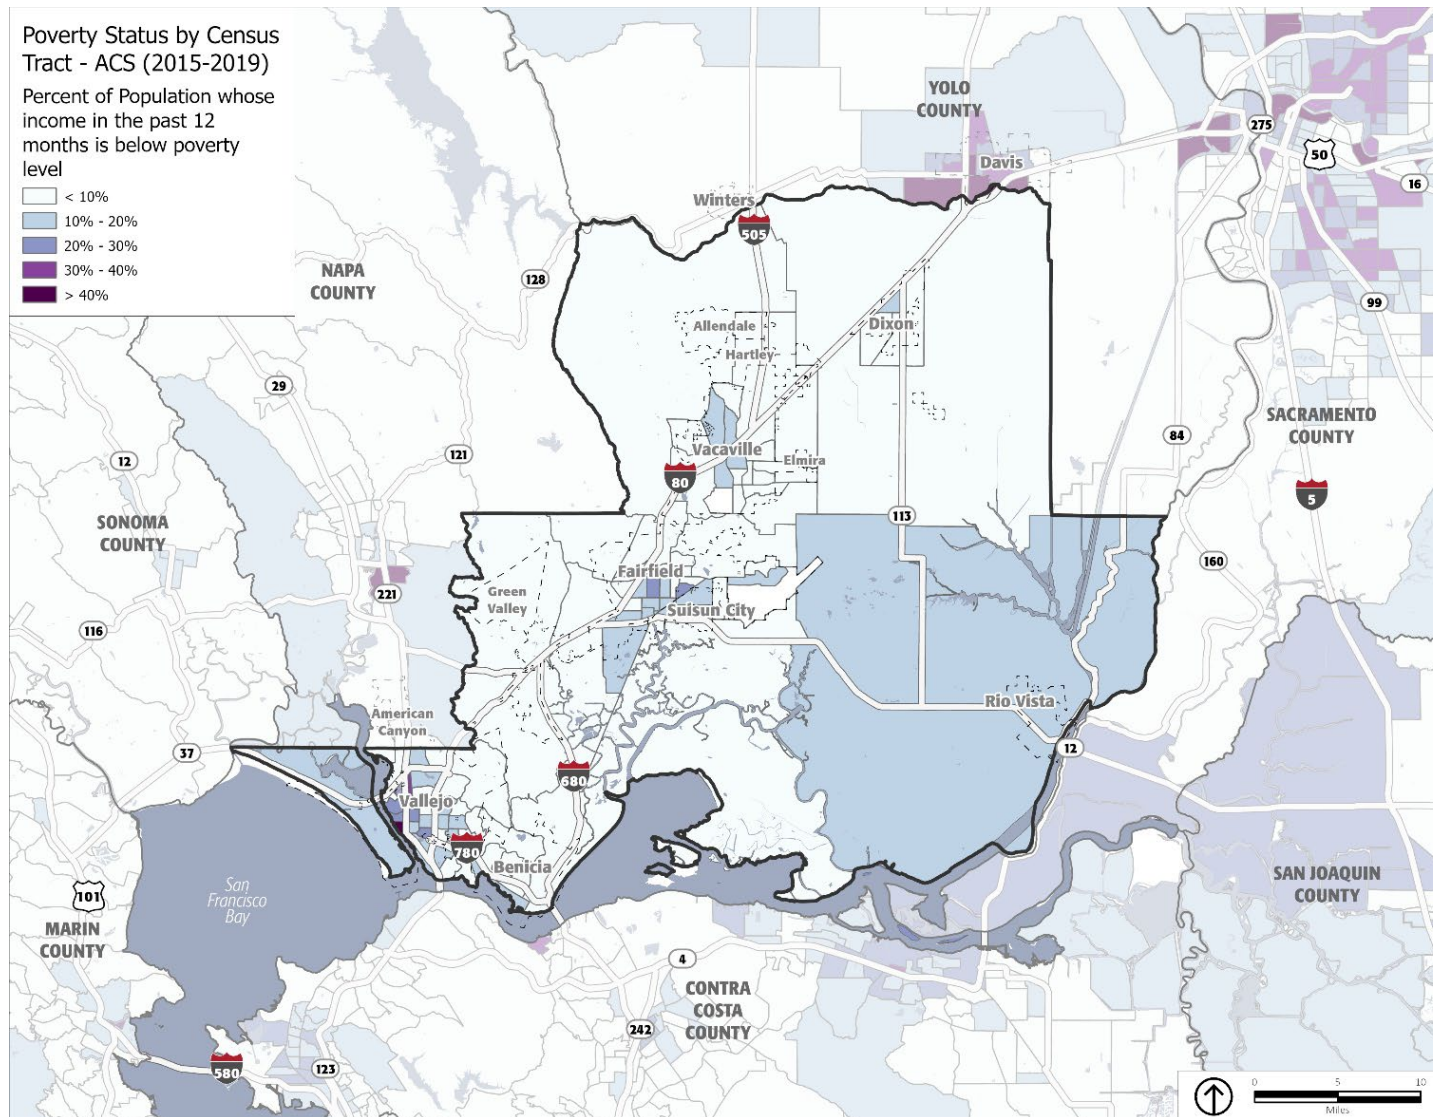 Poverty Status by Census
Tract - ACS (2015-2019)
Percent of Population whose
income in the past 12
months is below poverty
level
< 10%
10% - 20%
20% - 30%
30% - 40%
> 40%
YOLO
COUNTY
275
50
Davis
16
Winters
505
NAPA
COUNTY
128
99
Allendale
Dixon
Hartley
29
SACRAMENTO
COUNTY
84
121
12
Vacaville
Elmira
80
5
SONOMA
COUNTY
113
160
Fairfield
221
Green
Valley
Suisun City
116
Rio Vista
American
Canyon
37
12
680
Vallejo
780
Benicia
San
Francisco
Bay
101
MARIN
COUNTY
SAN JOAQUIN
COUNTY
4
CONTRA
COSTA
COUNTY
242
580
123
0
5
10
Miles